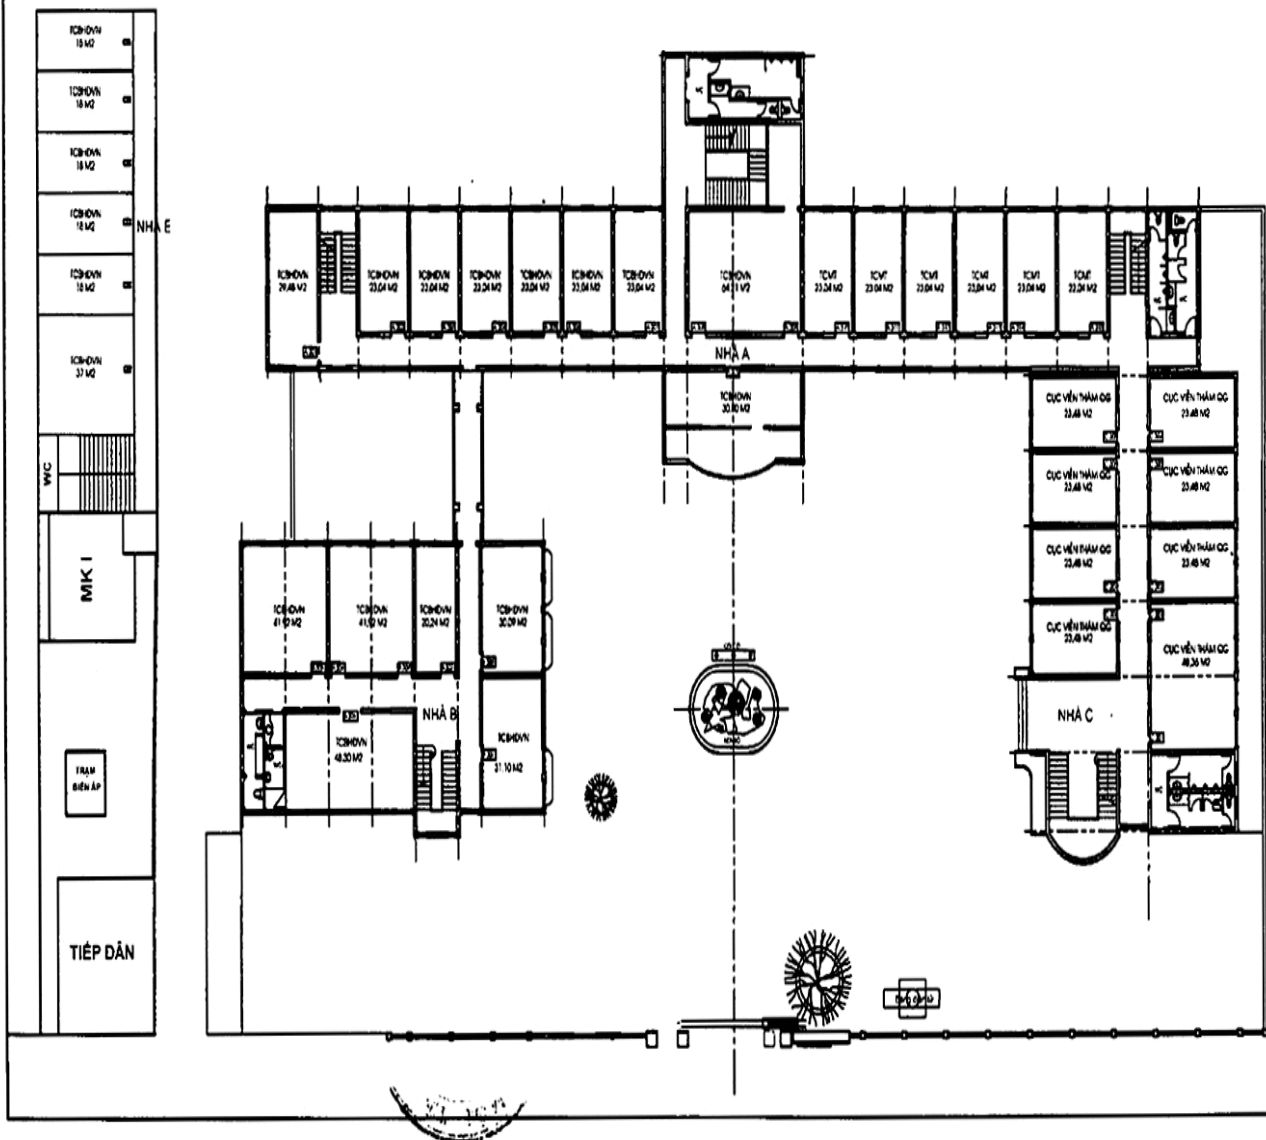 TCBHDVN
15 M2
TCBHDVN
18 M2
TCBHDVN
18 M2
TCBHDVN
18 M2
NHÀ E
TCBHDVN
18 M2
TCBHDVN
37 M2
WC
MK I
TRẠM
BIẾN ÁP
TIẾP DÂN
TCBHDVN
29,48 M2
TCBHDVN
23,04 M2
TCBHDVN
23,04 M2
TCBHDVN
23,04 M2
TCBHDVN
23,04 M2
TCBHDVN
23,04 M2
TCBHDVN
23,04 M2
TCBHDVN
TCMT
23,04 M2
TCMT
23,04 M2
TCMT
23,04 M2
TCMT
23,04 M2
TCMT
23,04 M2
TCMT
23,04 M2
NHÀ A
TCBHDVN
CỤC VIỄN THÁM QG
23,48 M2
CỤC VIỄN THÁM QG
23,48 M2
CỤC VIỄN THÁM QG
23,48 M2
CỤC VIỄN THÁM QG
23,48 M2
CỤC VIỄN THÁM QG
23,48 M2
CỤC VIỄN THÁM QG
23,48 M2
CỤC VIỄN THÁM QG
23,48 M2
CỤC VIỄN THÁM QG
48,36 M2
NHÀ C
TCBHDVN
41,92 M2
TCBHDVN
41,92 M2
TCBHDVN
20,24 M2
TCBHDVN
30,09 M2
NHÀ B
TCBHDVN
48,30 M2
TCBHDVN
31,10 M2